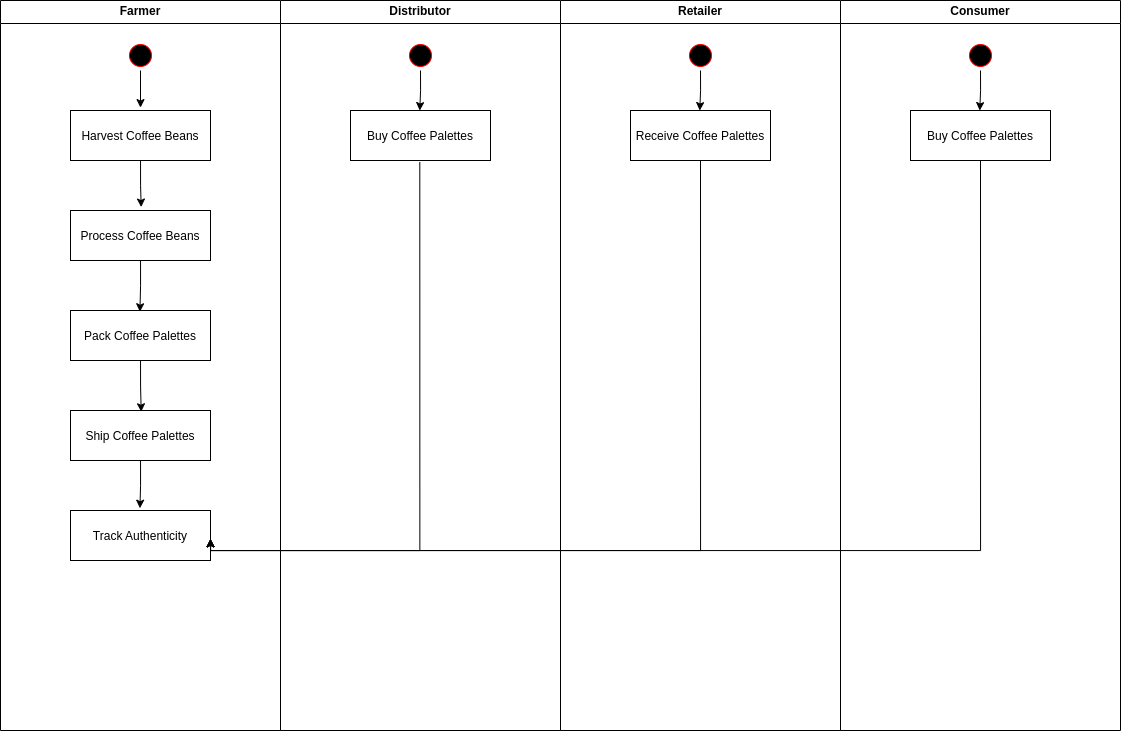 Farmer
Distributor
Retailer
Consumer
Harvest Coffee Beans
Buy Coffee Palettes
Receive Coffee Palettes
Buy Coffee Palettes
Process Coffee Beans
Pack Coffee Palettes
Ship Coffee Palettes
Track Authenticity